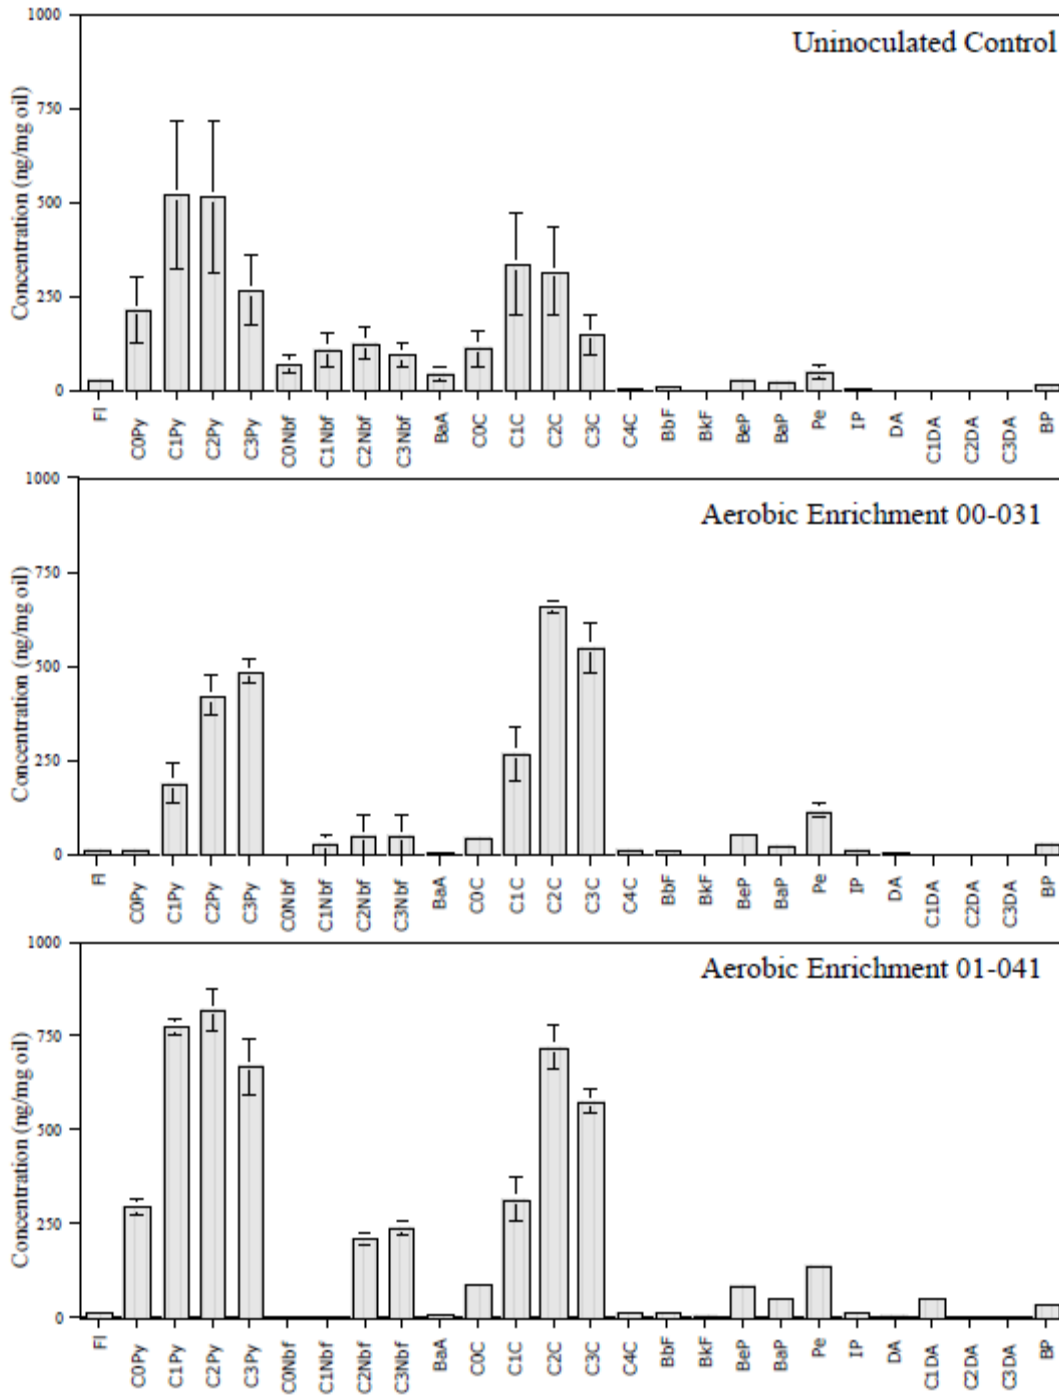 Uninoculated Control
Concentration (ng/mg oil)
1000
750
500
250
0
Fl
C0Py
C1Py
C2Py
C3Py
C0Nbf
C1Nbf
C2Nbf
C3Nbf
BaA
C0C
C1C
C2C
C3C
C4C
BbF
BkF
BeP
BaP
Pe
IP
DA
C1DA
C2DA
C3DA
BP
Aerobic Enrichment 00-031
Concentration (ng/mg oil)
1000
750
500
250
0
Fl
C0Py
C1Py
C2Py
C3Py
C0Nbf
C1Nbf
C2Nbf
C3Nbf
BaA
C0C
C1C
C2C
C3C
C4C
BbF
BkF
BeP
BaP
Pe
IP
DA
C1DA
C2DA
C3DA
BP
Aerobic Enrichment 01-041
Concentration (ng/mg oil)
1000
750
500
250
0
Fl
C0Py
C1Py
C2Py
C3Py
C0Nbf
C1Nbf
C2Nbf
C3Nbf
BaA
C0C
C1C
C2C
C3C
C4C
BbF
BkF
BeP
BaP
Pe
IP
DA
C1DA
C2DA
C3DA
BP